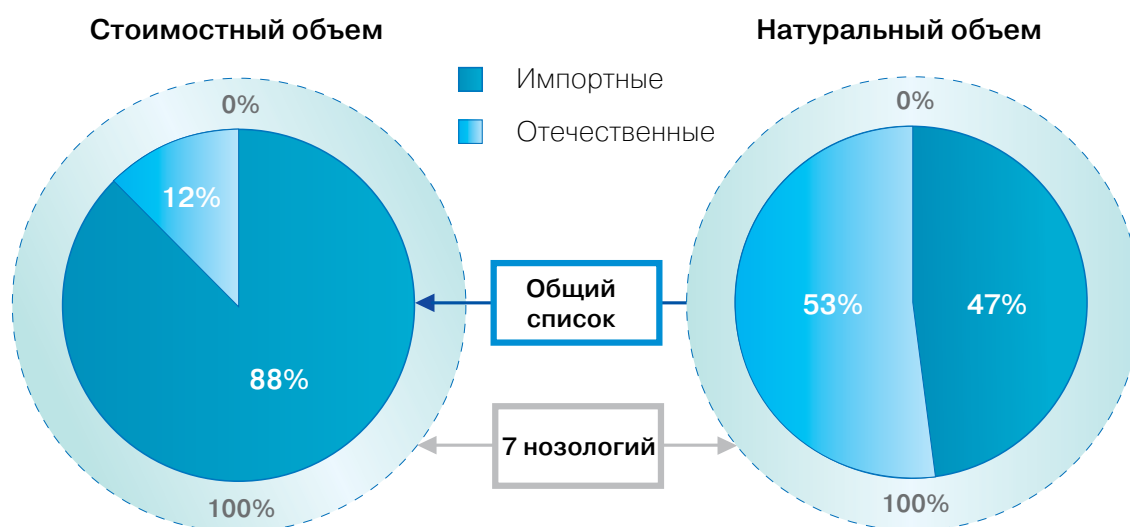 Стоимостный объем
Натуральный объем
Импортные
Отечественные
0%
0%
12%
88%
53%
47%
Общий
список
7 нозологий
100%
100%